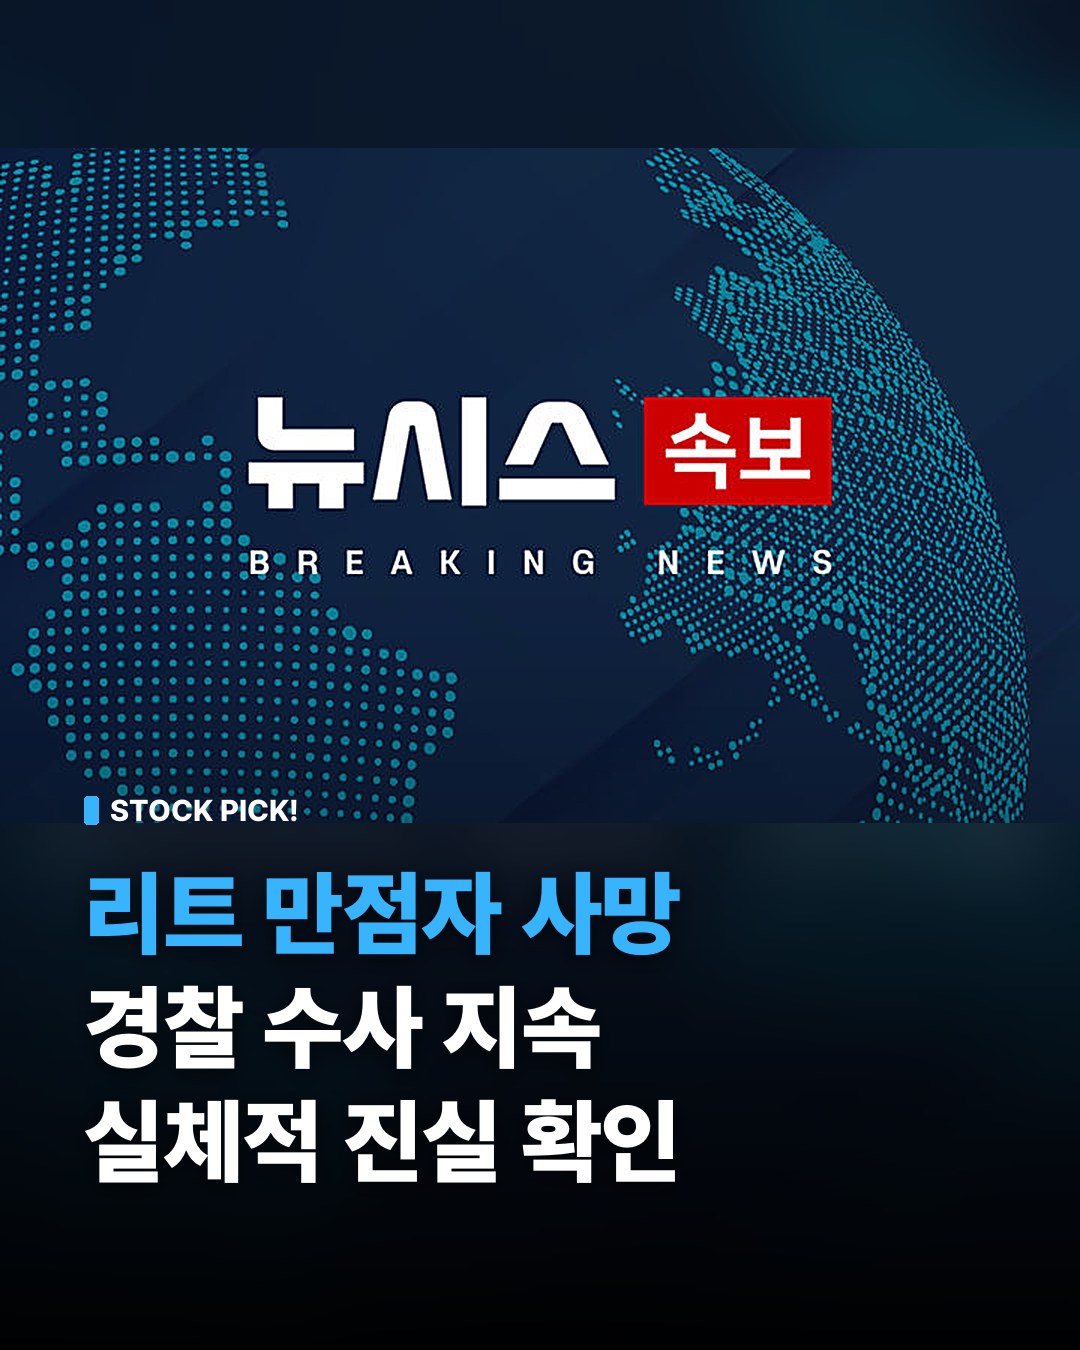 뉴시스 속보
BREAKING NEWS
STOCK PICK!
리트 만점자 사망
경찰 수사 지속
실체적 진실 확인